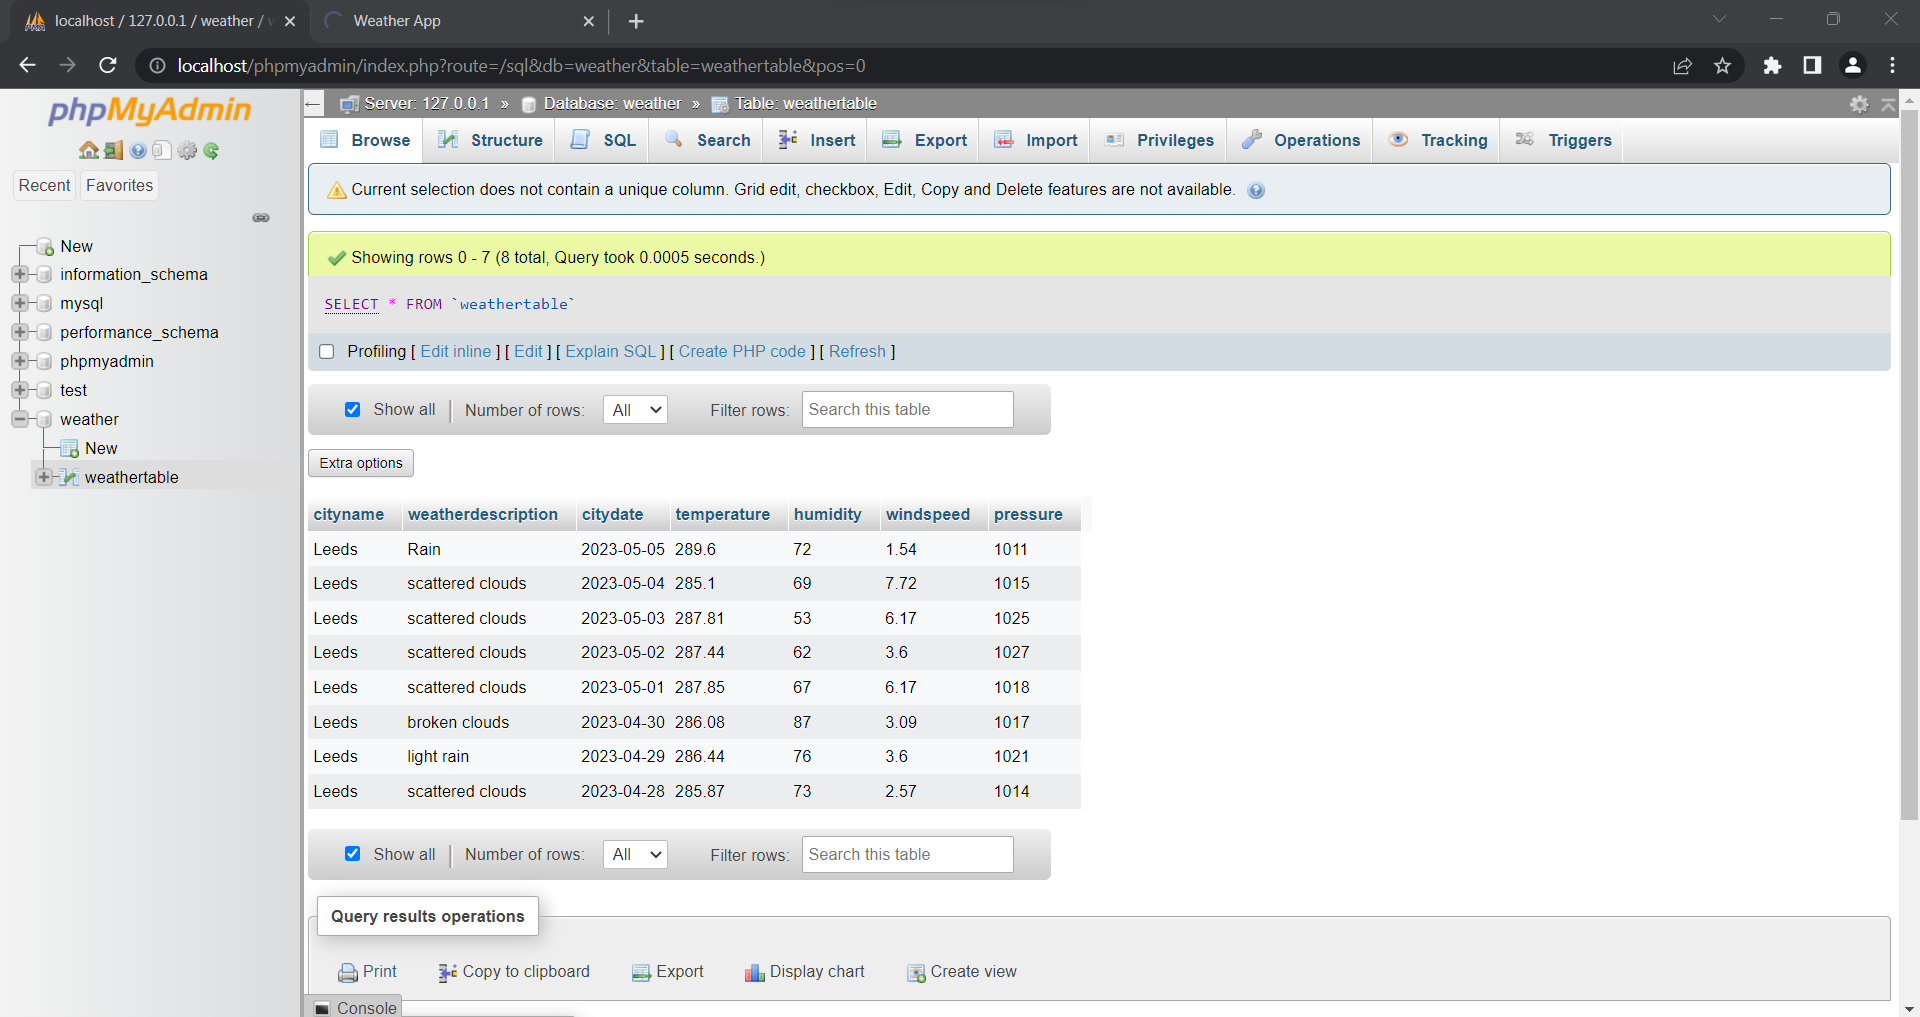 localhost / 127.0.0.1 / weather /
Weather App
localhost/phpmyadmin/index.php?route=/sql&db=weather&table=weathertable&pos=0
phpMyAdmin
Recent Favorites
New
information_schema
mysql
performance_schema
phpmyadmin
test
weather
New
weathertable
Server: 127.0.0.1 » Database: weather » Table: weathertable
Browse Structure SQL Search Insert Export Import Privileges Operations Tracking Triggers
Current selection does not contain a unique column. Grid edit, checkbox, Edit, Copy and Delete features are not available.
Showing rows 0 - 7 (8 total, Query took 0.0005 seconds.)
SELECT * FROM `weathertable`
Profiling [ Edit inline ] [ Edit ] [ Explain SQL ] [ Create PHP code ] [ Refresh ]
Show all | Number of rows: All Filter rows: Search this table
Extra options
cityname weatherdescription citydate temperature humidity windspeed pressure
Leeds Rain 2023-05-05 289.6 72 1.54 1011
Leeds scattered clouds 2023-05-04 285.1 69 7.72 1015
Leeds scattered clouds 2023-05-03 287.81 53 6.17 1025
Leeds scattered clouds 2023-05-02 287.44 62 3.6 1027
Leeds scattered clouds 2023-05-01 287.85 67 6.17 1018
Leeds broken clouds 2023-04-30 286.08 87 3.09 1017
Leeds light rain 2023-04-29 286.44 76 3.6 1021
Leeds scattered clouds 2023-04-28 285.87 73 2.57 1014
Show all | Number of rows: All Filter rows: Search this table
Query results operations
Print Copy to clipboard Export Display chart Create view
Console